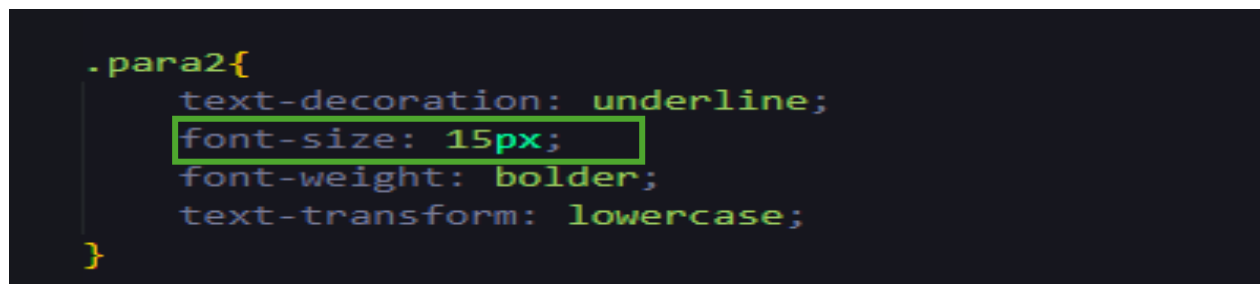 .para2{
text-decoration: underline;
font-size: 15px;
font-weight: bolder;
text-transform: lowercase;
}